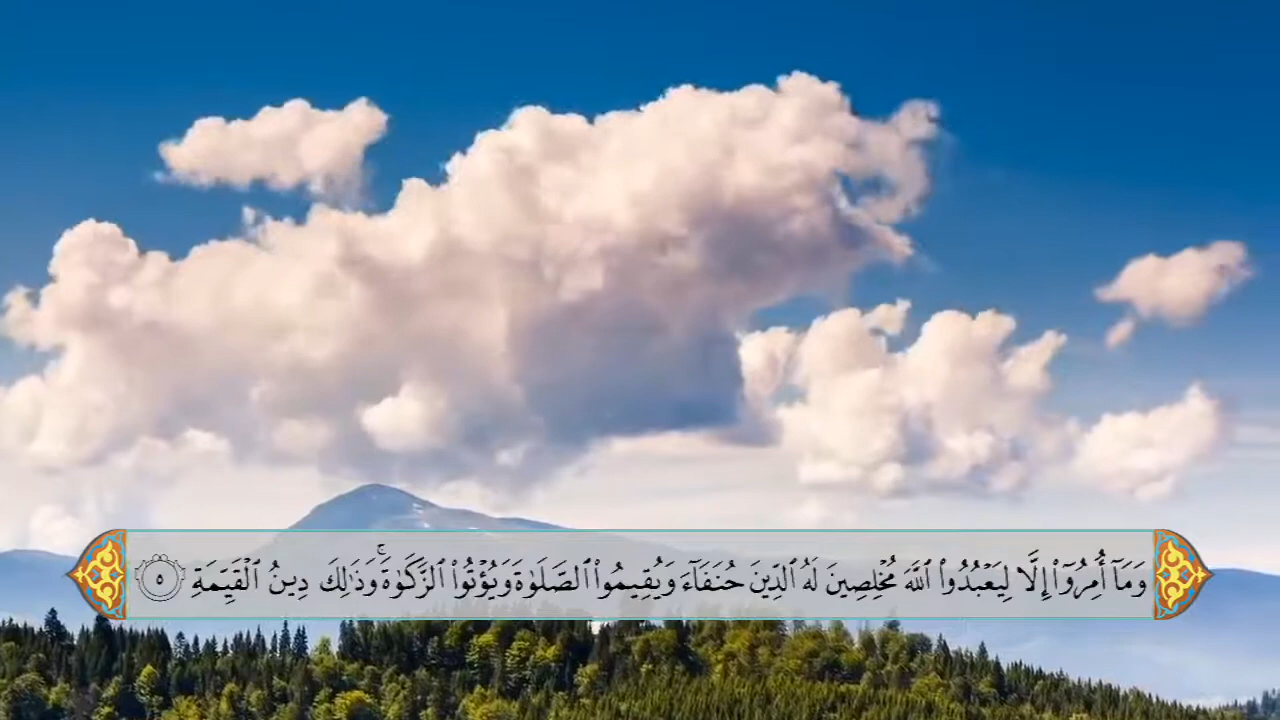 وَمَآ أُمِرُوٓا۟ إِلَّا لِيَعْبُدُوا۟ ٱللَّهَ مُخْلِصِينَ لَهُ ٱلدِّينَ حُنَفَآءَ وَيُقِيمُوا۟ ٱلصَّلَوٰةَ وَيُؤْتُوا۟ ٱلزَّكَوٰةَ ۚ وَذَٰلِكَ دِينُ ٱلْقَيِّمَةِ ٥